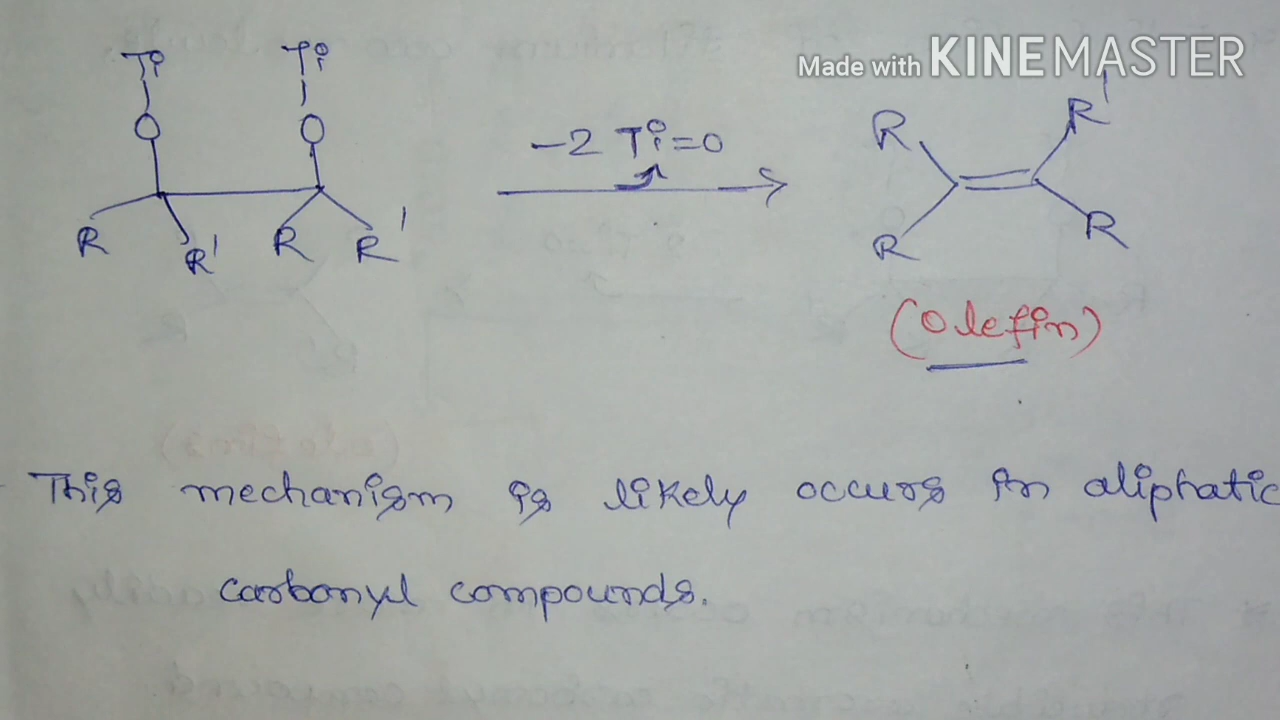 Ti Ti
Made with KINEMASTER
O O
-2 Ti=O
R R'
R R' R R'
R R
(Olefin)
This mechanism is likely occurs in aliphatic
carbonyl compounds.